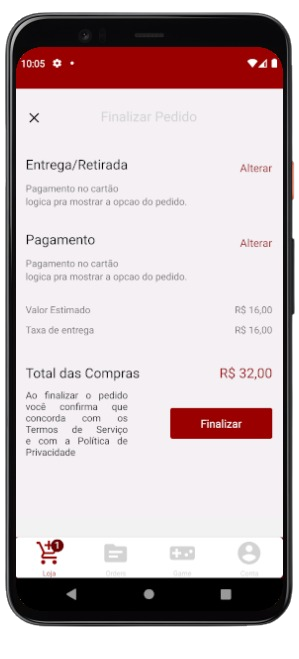 10:05
Finalizar Pedido
Entrega/Retirada
Alterar
Pagamento no cartão
logica pra mostrar a opcao do pedido.
Pagamento
Alterar
Pagamento no cartão
logica pra mostrar a opcao do pedido.
Valor Estimado R$ 16,00
Taxa de entrega R$ 16,00
Total das Compras R$ 32,00
Ao finalizar o pedido
você confirma que
concorda com os
Termos de Serviço
e com a Política de
Privacidade
Finalizar
1
Loja Orders Game Conta